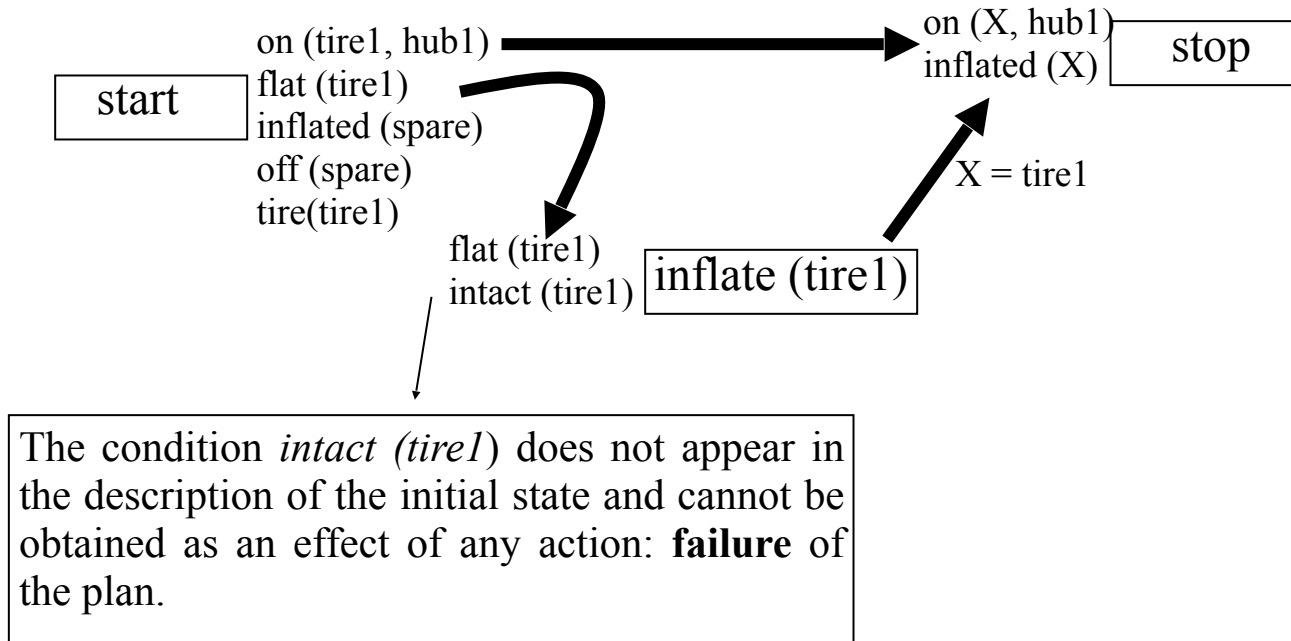 on (tire1, hub1)
flat (tire1)
inflated (spare)
off (spare)
tire(tire1)
start
on (X, hub1)
inflated (X)
stop
X = tire1
flat (tire1)
intact (tire1)
inflate (tire1)
The condition intact (tire1) does not appear in
the description of the initial state and cannot be
obtained as an effect of any action: failure of
the plan.